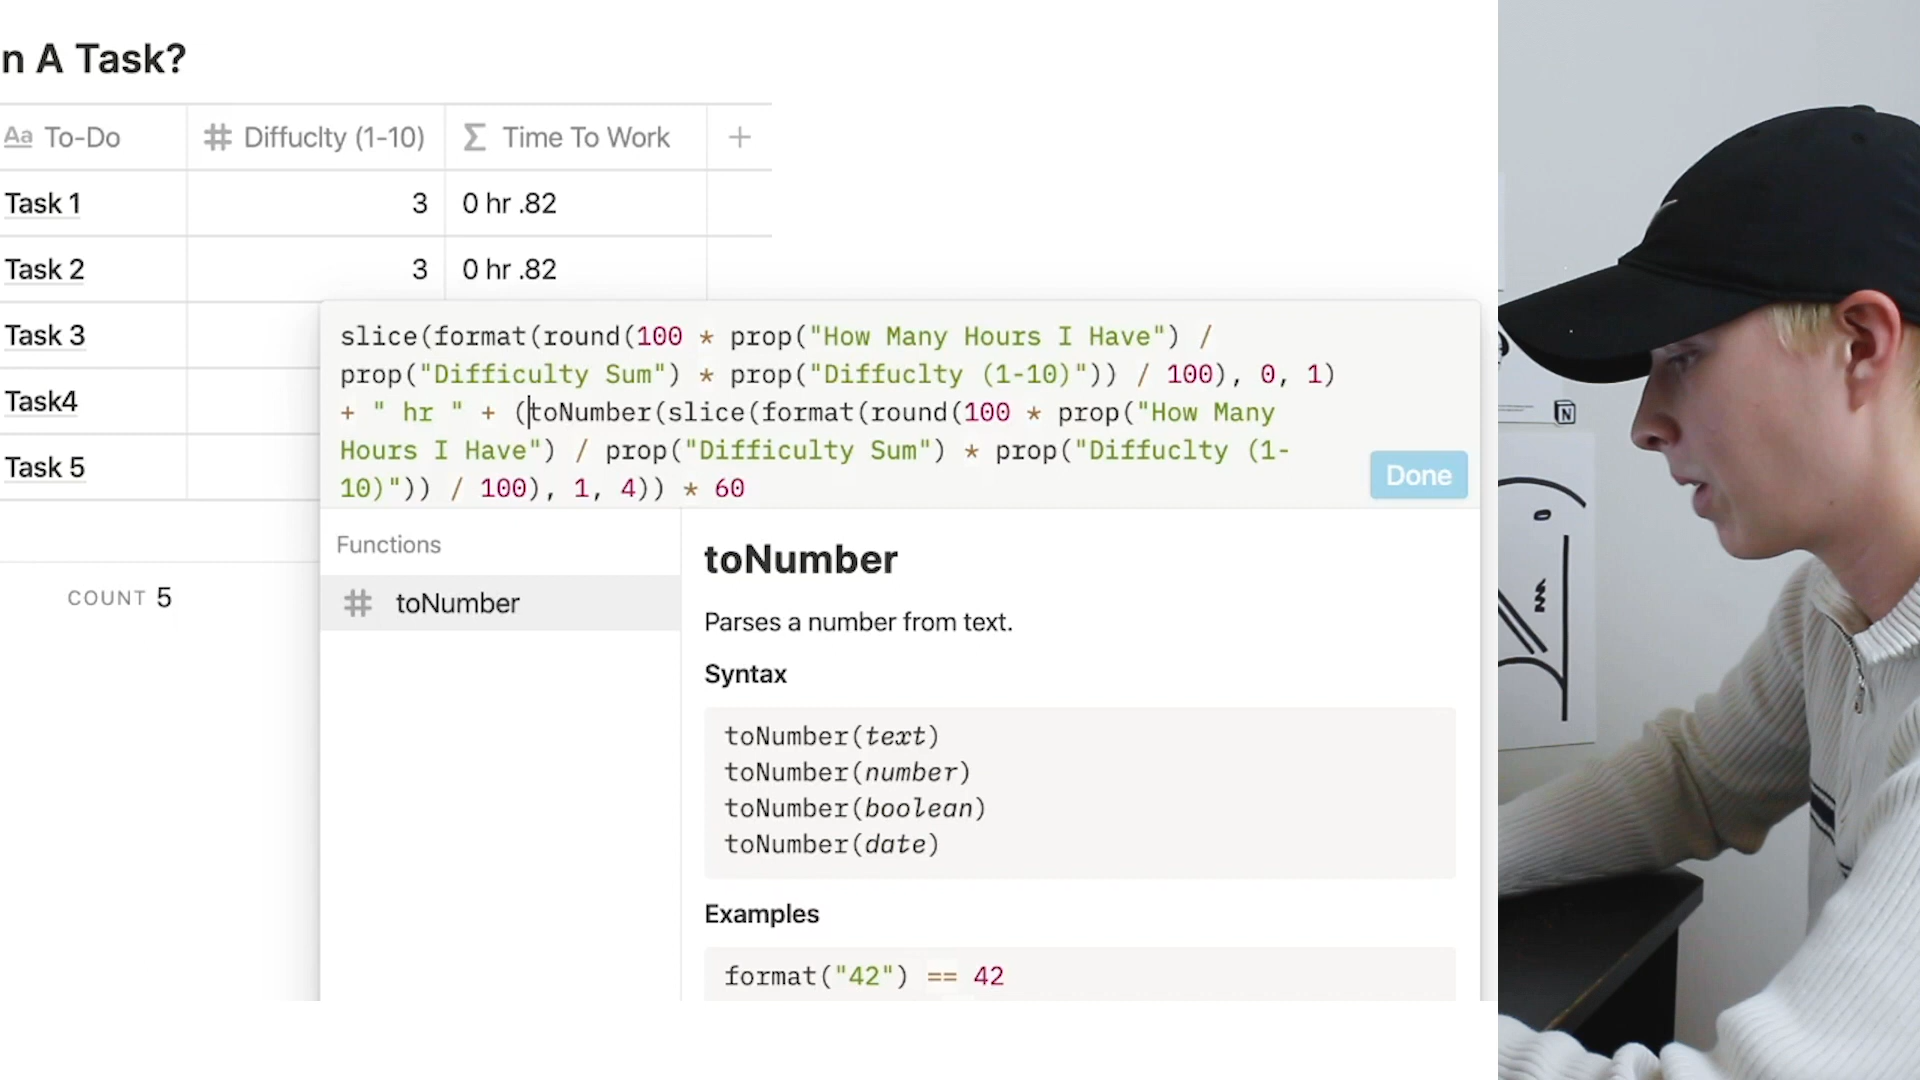 n A Task?
Aa To-Do # Diffuclty (1-10) Σ Time To Work +
Task 1 3 0 hr .82
Task 2 3 0 hr .82
Task 3
Task4
Task 5
COUNT 5
slice(format(round(100 * prop("How Many Hours I Have") /
prop("Difficulty Sum") * prop("Diffuclty (1-10)")) / 100), 0, 1)
+ " hr " + (toNumber(slice(format(round(100 * prop("How Many
Hours I Have") / prop("Difficulty Sum") * prop("Diffuclty (1-
10)")) / 100), 1, 4)) * 60
Done
Functions
# toNumber
toNumber
Parses a number from text.
Syntax
toNumber(text)
toNumber(number)
toNumber(boolean)
toNumber(date)
Examples
format("42") == 42
N